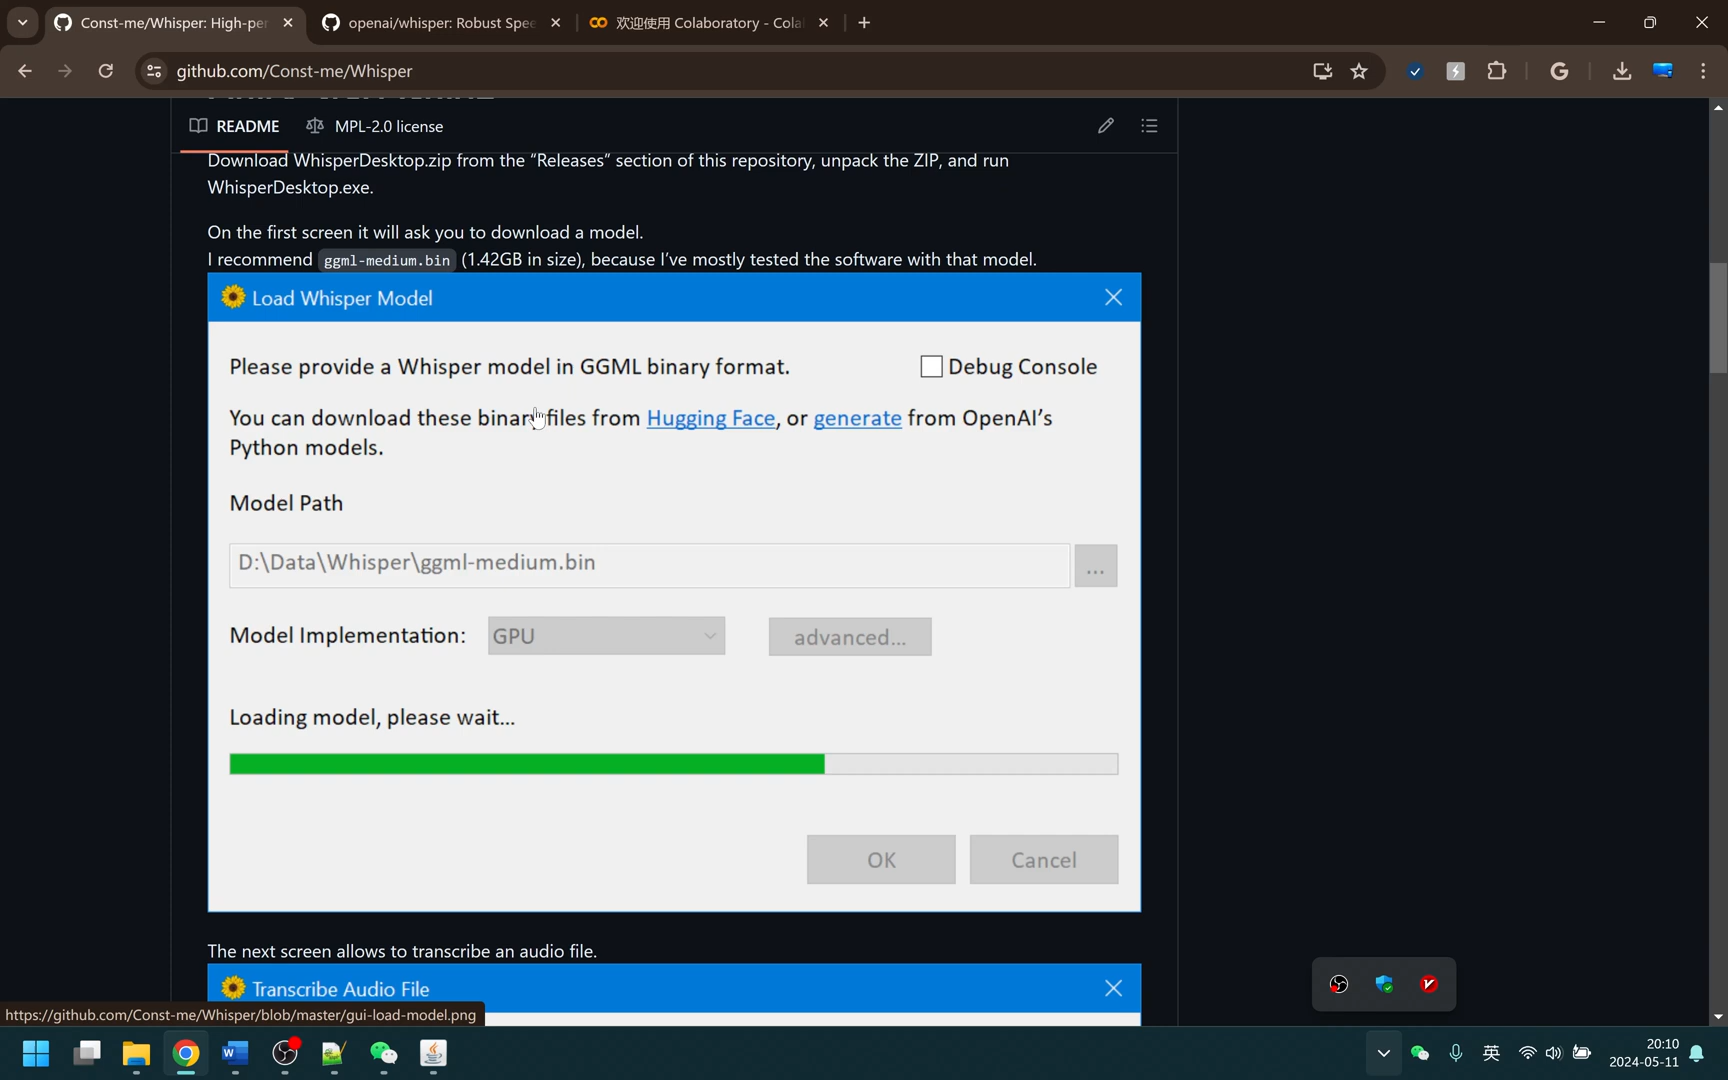 Const-me/Whisper: High-per
openai/whisper: Robust Spee
欢迎使用 Colaboratory - Colal
github.com/Const-me/Whisper
README
MPL-2.0 license
Download WhisperDesktop.zip from the "Releases" section of this repository, unpack the ZIP, and run
WhisperDesktop.exe.
On the first screen it will ask you to download a model.
I recommend ggml-medium.bin (1.42GB in size), because I've mostly tested the software with that model.
Load Whisper Model
Please provide a Whisper model in GGML binary format.
Debug Console
You can download these binary files from Hugging Face, or generate from OpenAI's
Python models.
Model Path
D:\Data\Whisper\ggml-medium.bin
...
Model Implementation:
GPU
advanced...
Loading model, please wait...
OK
Cancel
The next screen allows to transcribe an audio file.
Transcribe Audio File
https://github.com/Const-me/Whisper/blob/master/gui-load-model.png
英
20:10
2024-05-11